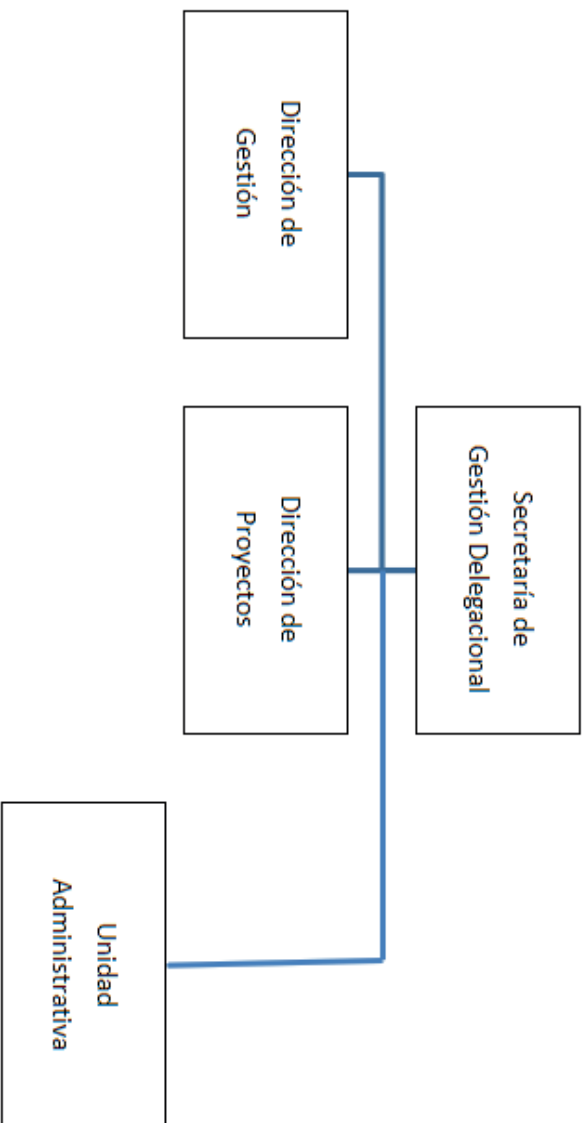 Secretaría de
Gestión Delegacional
Dirección de
Gestión
Dirección de
Proyectos
Unidad
Administrativa